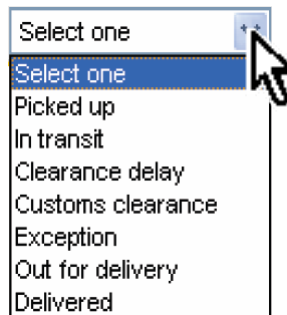 Select one
Select one
Picked up
In transit
Clearance delay
Customs clearance
Exception
Out for delivery
Delivered